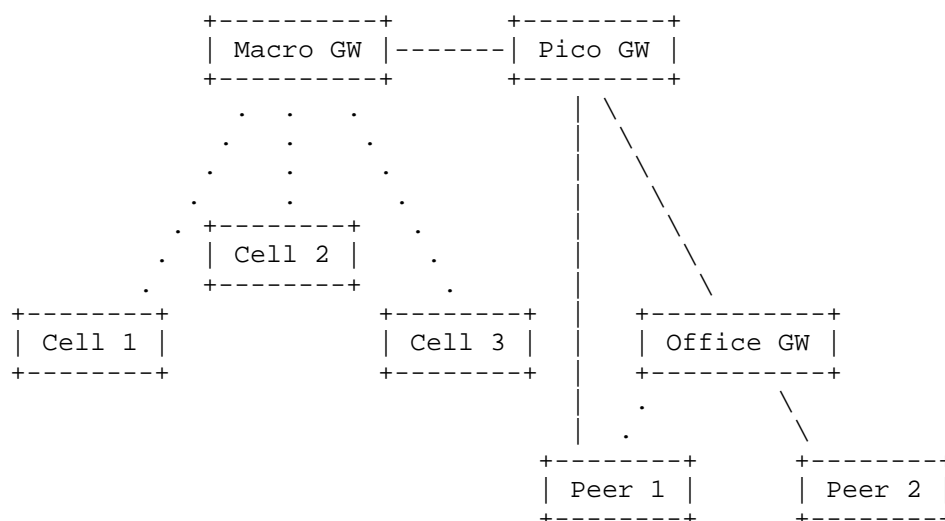 Macro GW Pico GW
Cell 2
Cell 1 Cell 3 Office GW
Peer 1 Peer 2